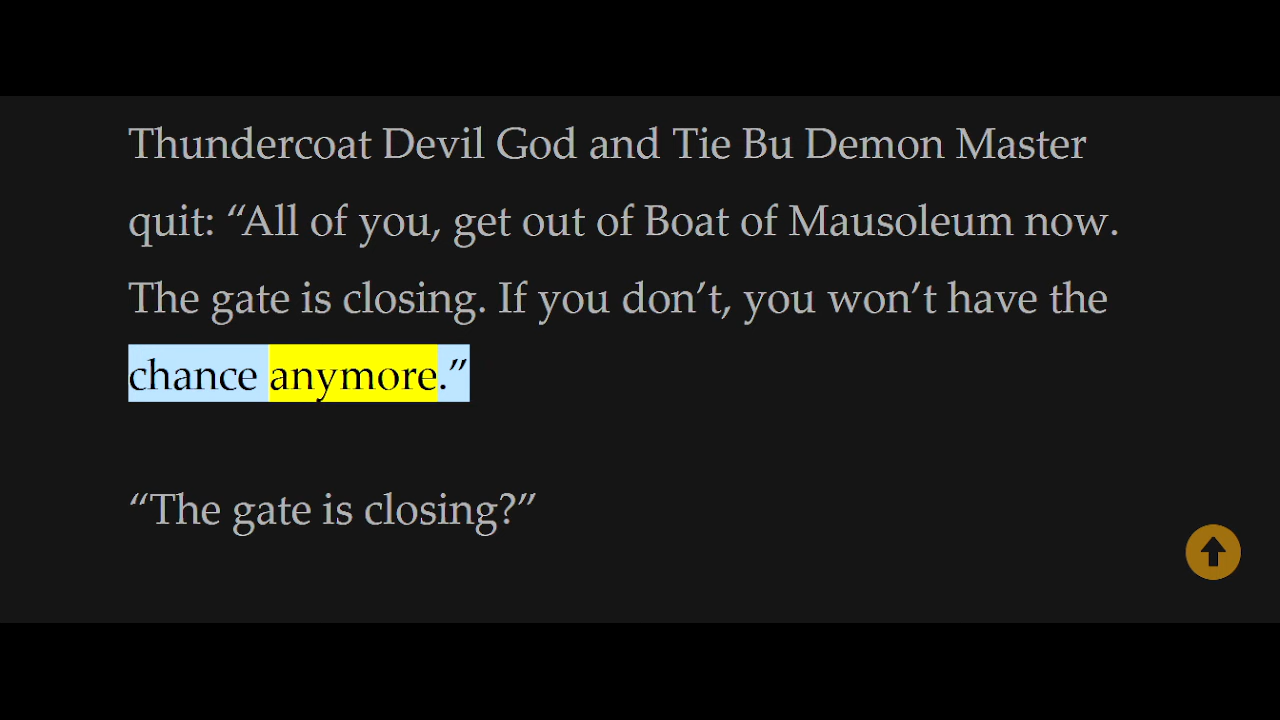 Thundercoat Devil God and Tie Bu Demon Master
quit: “All of you, get out of Boat of Mausoleum now.
The gate is closing. If you don’t, you won’t have the
chance anymore.”
“The gate is closing?”